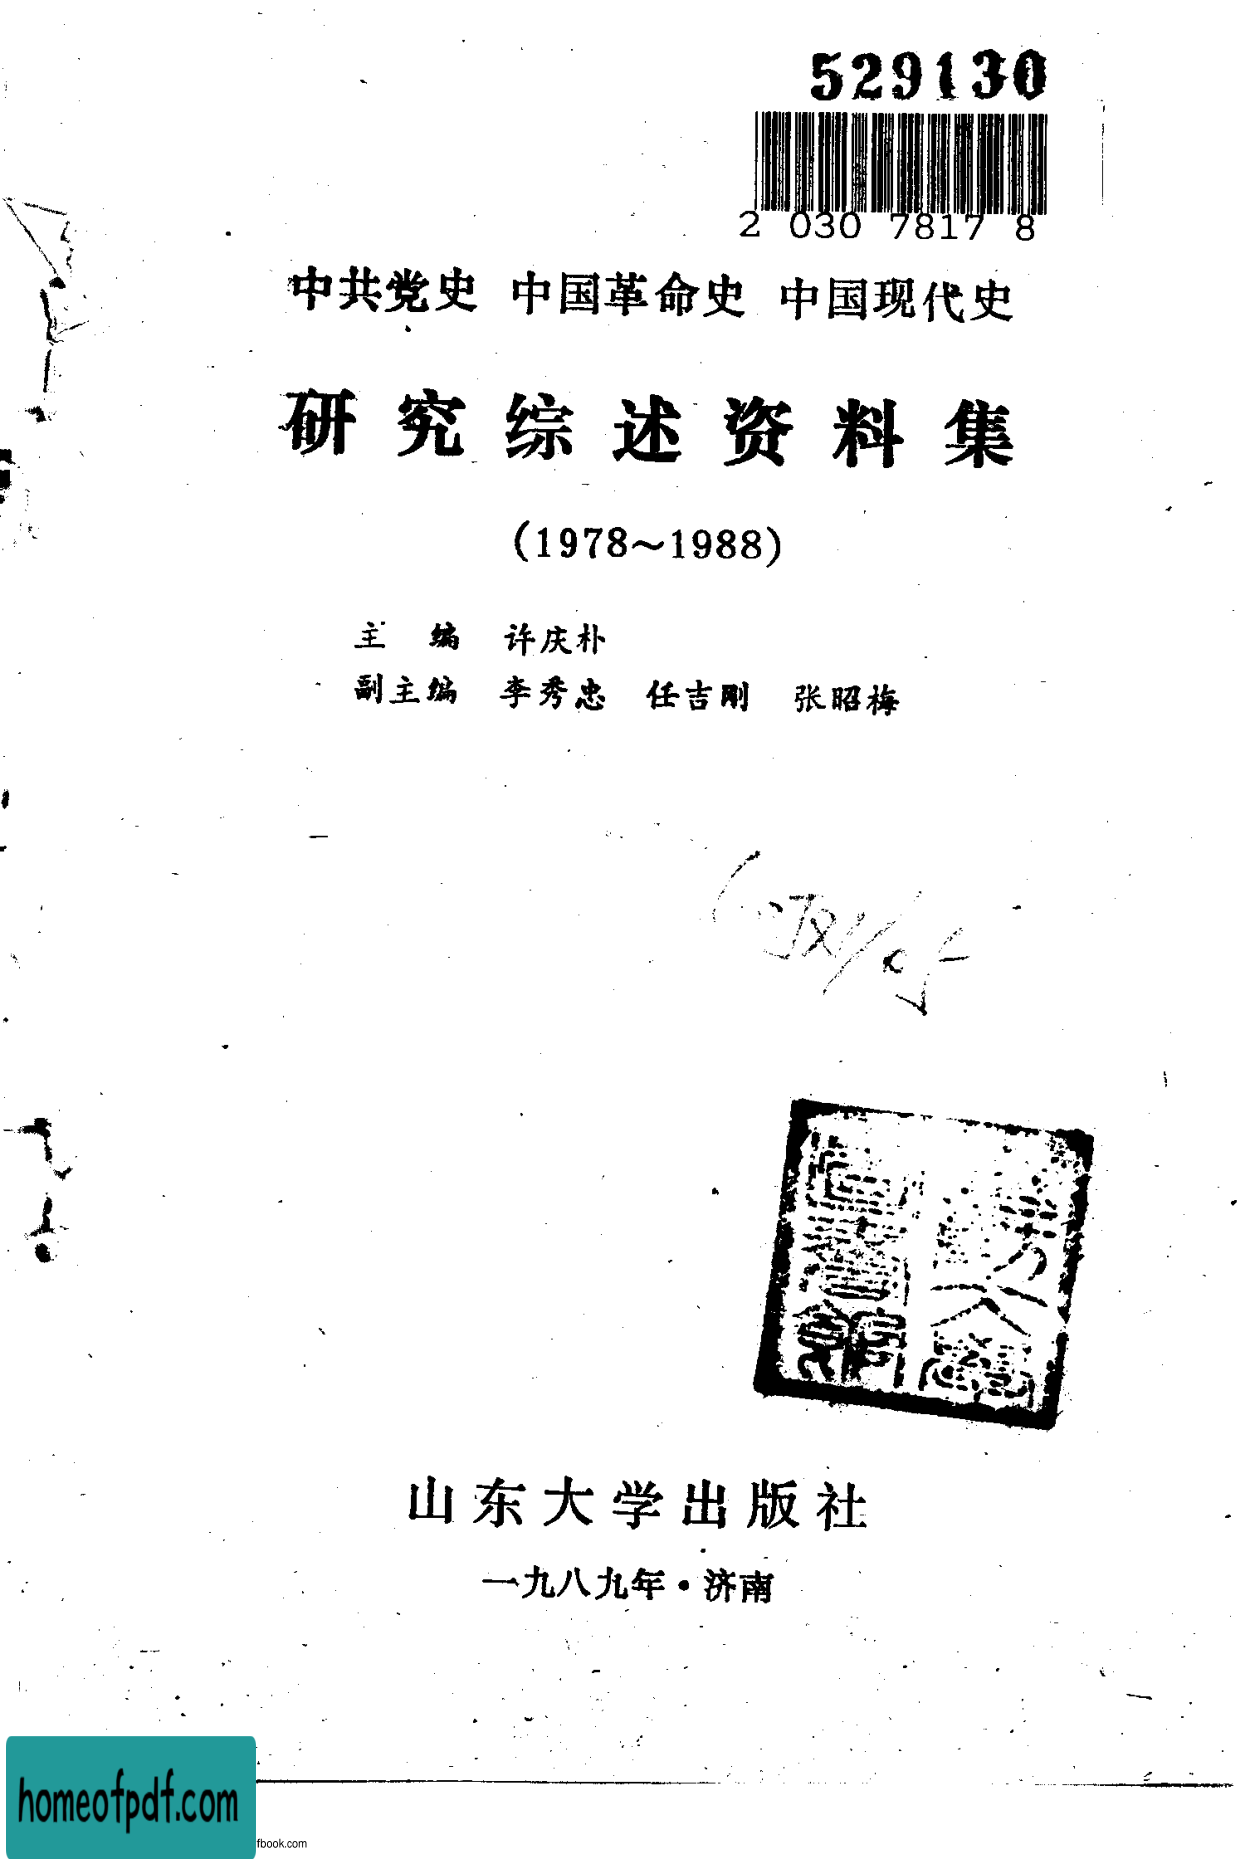 529130
2 030 7817 8
中共党史 中国革命史 中国现代史
研究综述资料集
(1978～1988)
主 编 许庆朴
副主编 李秀忠 任吉刚 张昭梅
山东大学出版社
一九八九年·济南
homeofpdf.com
fbook.com